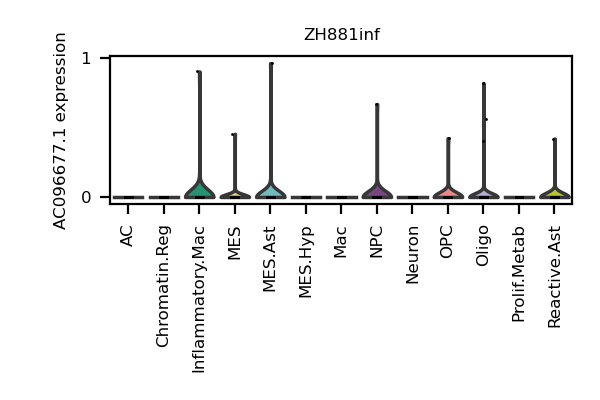 ZH881inf
AC096677.1 expression
1
0
AC
Chromatin.Reg
Inflammatory.Mac
MES
MES.Ast
MES.Hyp
Mac
NPC
Neuron
OPC
Oligo
Prolif.Metab
Reactive.Ast